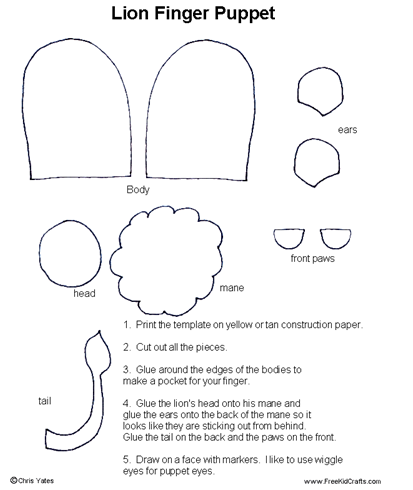 Lion Finger Puppet
ears
Body
front paws
head
mane
1. Print the template on yellow or tan construction paper.
2. Cut out all the pieces.
3. Glue around the edges of the bodies to
make a pocket for your finger.
tail
4. Glue the lion's head onto his mane and
glue the ears onto the back of the mane so it
looks like they are sticking out from behind.
Glue the tail on the back and the paws on the front.
5. Draw on a face with markers. I like to use wiggle
eyes for puppet eyes.
©Chris Yates
www.FreeKidCrafts.com